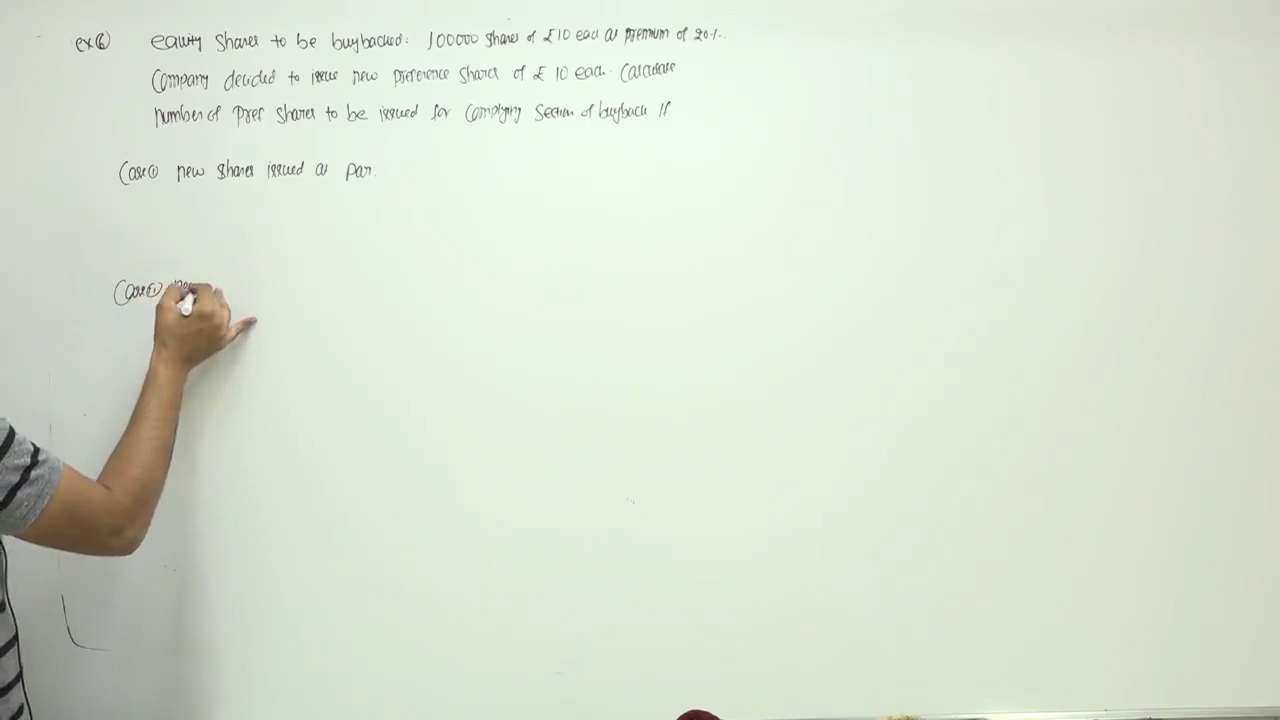 ex⑥ equity shares to be buybacked: 100000 shares of £10 each at premium of 20%.
Company decided to issue new preference shares of £ 10 each. Calculate
number of Pref shares to be issued for complying section of buyback if
Case① new shares issued at par.
Case②